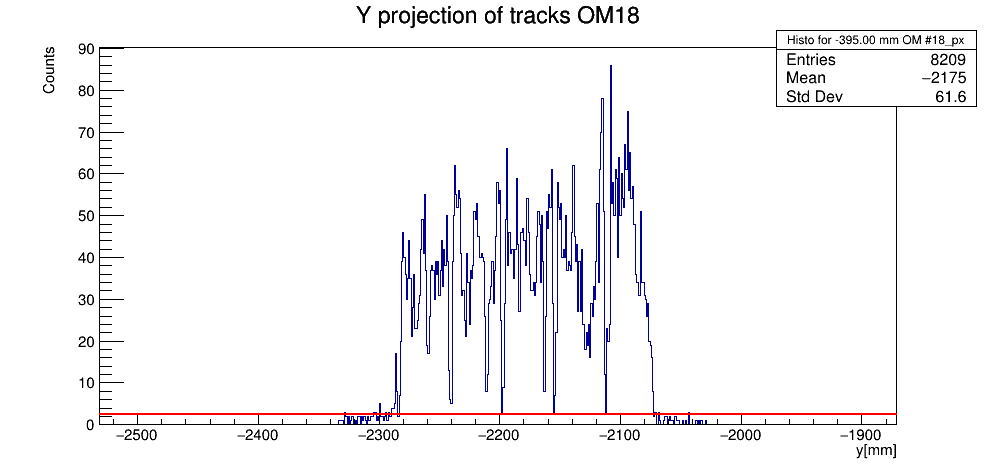 Y projection of tracks OM18
Histo for -395.00 mm OM #18_px
Entries 8209
Mean −2175
Std Dev 61.6
Counts
90
80
70
60
50
40
30
20
10
0
−2500 −2400 −2300 −2200 −2100 −2000 −1900
y[mm]